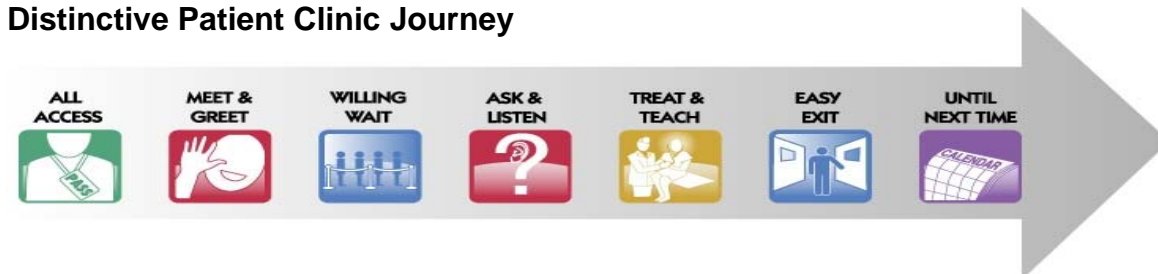 Distinctive Patient Clinic Journey
ALL
ACCESS
MEET &
GREET
WILLING
WAIT
ASK &
LISTEN
TREAT &
TEACH
EASY
EXIT
UNTIL
NEXT TIME
PASS
?
CALENDAR